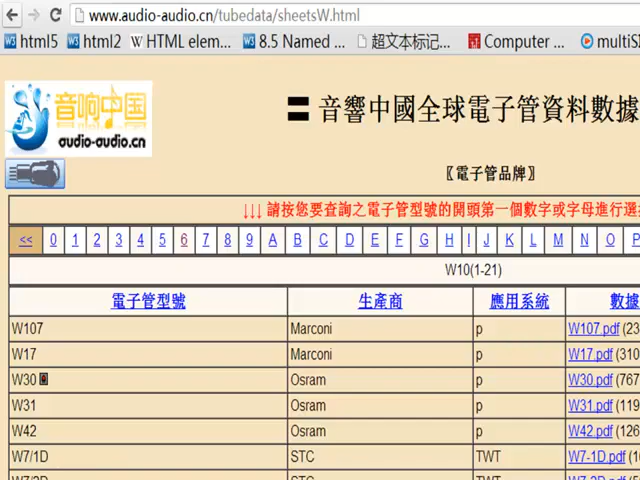 www.audio-audio.cn/tubedata/sheetsW.html
html5 html2 HTML elem... 8.5 Named ... 超文本标记... Computer ... multiSI
音响中国
audio-audio.cn
〓 音響中國全球電子管資料數據
〖電子管品牌〗
↓↓↓ 請按您要查詢之電子管型號的開頭第一個數字或字母進行選
<< 0 1 2 3 4 5 6 7 8 9 A B C D E F G H I J K L M N O P
W10(1-21)
電子管型號 生產商 應用系統 數據
W107 Marconi p W107.pdf (23
W17 Marconi p W17.pdf (310
W30 Osram p W30.pdf (767
W31 Osram p W31.pdf (119
W42 Osram p W42.pdf (126
W7/1D STC TWT W7-1D.pdf (1